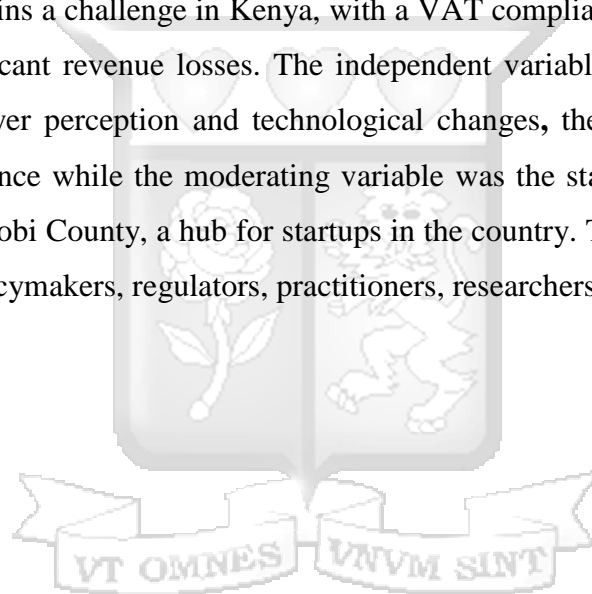 ins a challenge in Kenya, with a VAT complia
cant revenue losses. The independent variabl
ver perception and technological changes, the
nce while the moderating variable was the sta
obi County, a hub for startups in the country. T
cymakers, regulators, practitioners, researchers
VT OMNES VNVM SINT